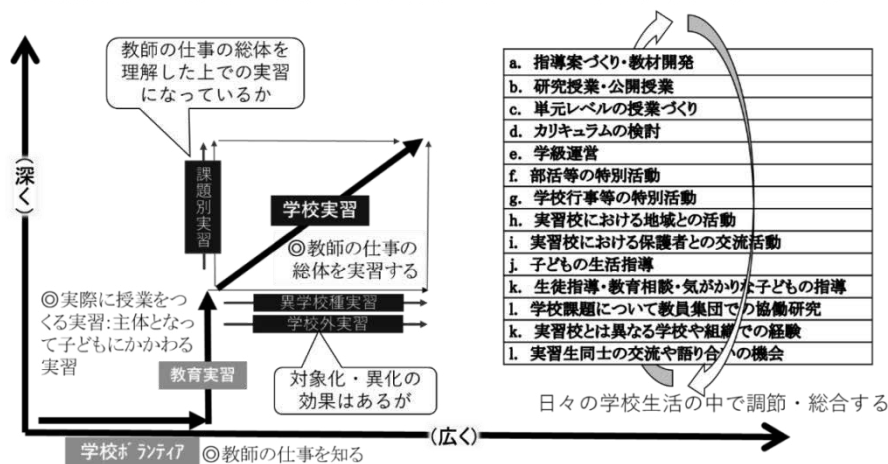 教師の仕事の総体を
理解した上での実習
になっているか
(深く)
課題別実習
学校実習
◎教師の仕事の
総体を実習する
◎実際に授業をつ
くる実習:主体となっ
て子どもにかかわる
実習
異学校種実習
学校外実習
教育実習
対象化・異化の
効果はあるが
(広く)
学校ボランティア
◎教師の仕事を知る
a. 指導案づくり・教材開発
b. 研究授業・公開授業
c. 単元レベルの授業づくり
d. カリキュラムの検討
e. 学級運営
f. 部活等の特別活動
g. 学校行事等の特別活動
h. 実習校における地域との活動
i. 実習校における保護者との交流活動
j. 子どもの生活指導
k. 生徒指導・教育相談・気がかりな子どもの指導
l. 学校課題について教員集団での協働研究
k. 実習校とは異なる学校や組織での経験
l. 実習生同士の交流や語り合いの機会
日々の学校生活の中で調節・総合する